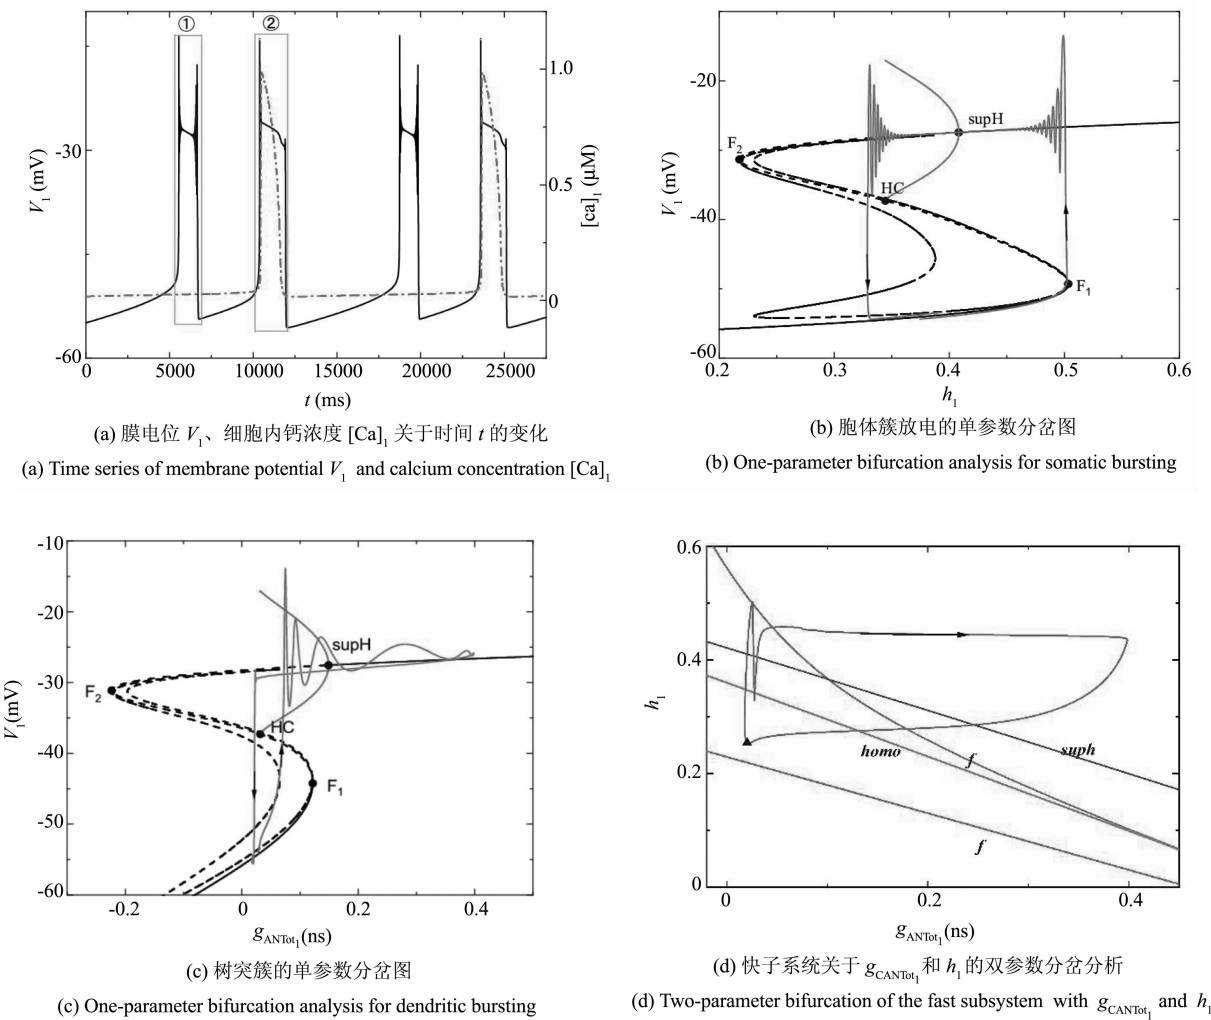 ① ②
1.0
-30
0.5
0
-60
V₁ (mV)
[ca]₁ (μM)
0 5000 10000 15000 20000 25000
t (ms)
(a) 膜电位 V₁、细胞内钙浓度 [Ca]₁ 关于时间 t 的变化
(a) Time series of membrane potential V₁ and calcium concentration [Ca]₁
-20
-30
-40
-50
-60
V₁ (mV)
supH
F₂
HC
F₁
0.2 0.3 0.4 0.5 0.6
h₁
(b) 胞体簇放电的单参数分岔图
(b) One-parameter bifurcation analysis for somatic bursting
-10
-20
-30
-40
-50
-60
V₁(mV)
supH
F₂
HC
F₁
-0.2 0 0.2 0.4
gANTot₁(ns)
(c) 树突簇的单参数分岔图
(c) One-parameter bifurcation analysis for dendritic bursting
0.6
0.4
0.2
0
h₁
homo
f
suph
f
0 0.2 0.4
gANTot₁(ns)
(d) 快子系统关于 gCANTot₁ 和 h₁ 的双参数分岔分析
(d) Two-parameter bifurcation of the fast subsystem with gCANTot₁ and h₁